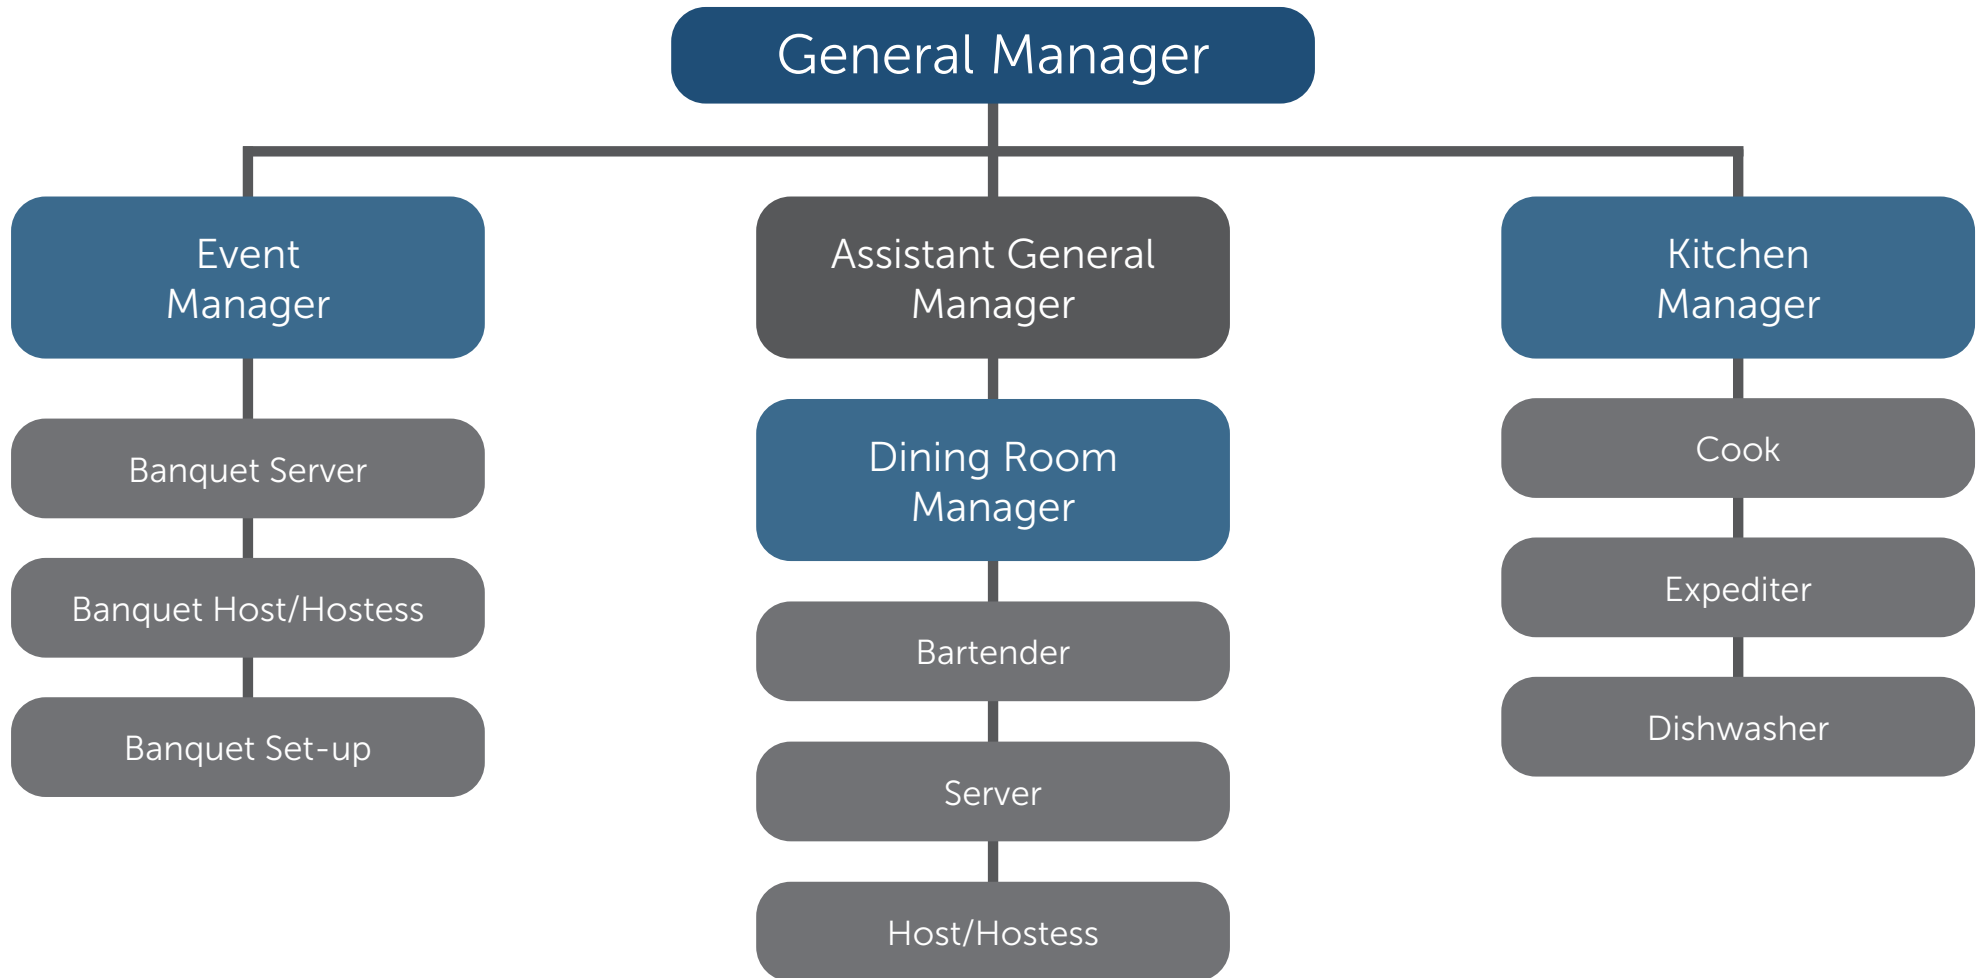 General Manager
Event
Manager
Banquet Server
Banquet Host/Hostess
Banquet Set-up
Assistant General
Manager
Dining Room
Manager
Bartender
Server
Host/Hostess
Kitchen
Manager
Cook
Expediter
Dishwasher